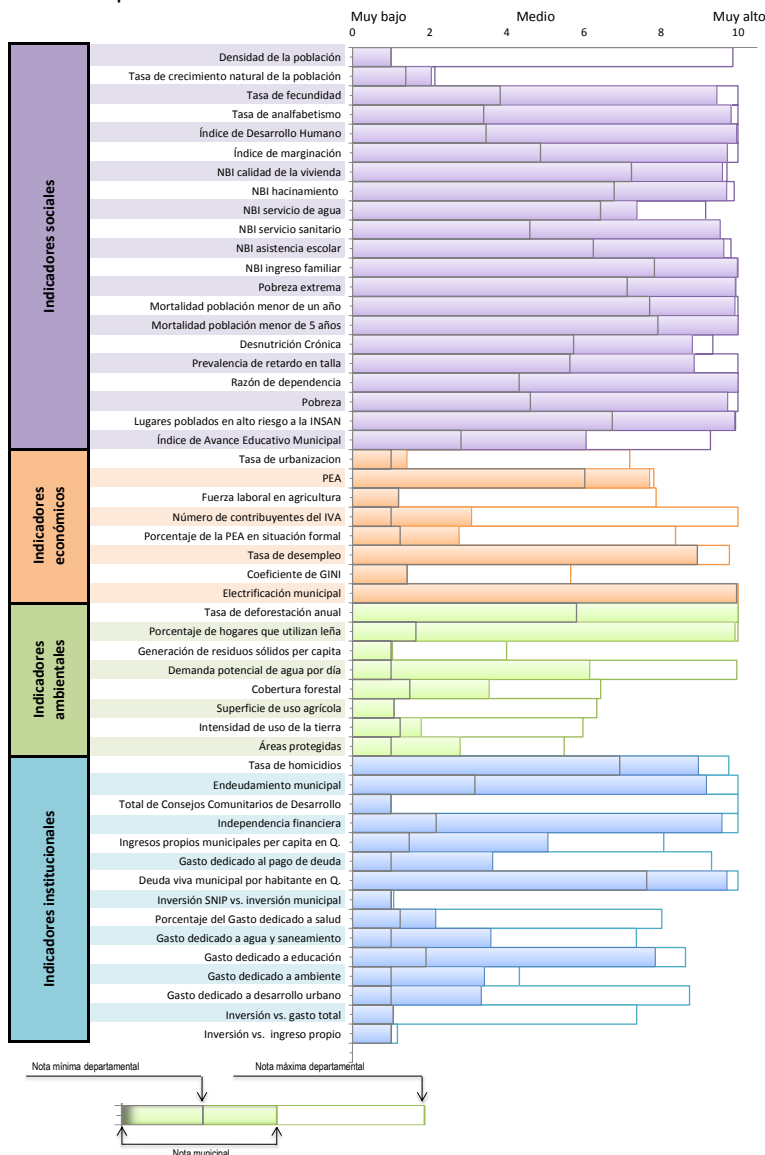 Muy bajo Medio Muy alto
0 2 4 6 8 10
Indicadores sociales
Densidad de la población
Tasa de crecimiento natural de la población
Tasa de fecundidad
Tasa de analfabetismo
Índice de Desarrollo Humano
Índice de marginación
NBI calidad de la vivienda
NBI hacinamiento
NBI servicio de agua
NBI servicio sanitario
NBI asistencia escolar
NBI ingreso familiar
Pobreza extrema
Mortalidad población menor de un año
Mortalidad población menor de 5 años
Desnutrición Crónica
Prevalencia de retardo en talla
Razón de dependencia
Pobreza
Lugares poblados en alto riesgo a la INSAN
Índice de Avance Educativo Municipal
Indicadores
económicos
Tasa de urbanizacion
PEA
Fuerza laboral en agricultura
Número de contribuyentes del IVA
Porcentaje de la PEA en situación formal
Tasa de desempleo
Coeficiente de GINI
Electrificación municipal
Indicadores
ambientales
Tasa de deforestación anual
Porcentaje de hogares que utilizan leña
Generación de residuos sólidos per capita
Demanda potencial de agua por día
Cobertura forestal
Superficie de uso agrícola
Intensidad de uso de la tierra
Áreas protegidas
Indicadores institucionales
Tasa de homicidios
Endeudamiento municipal
Total de Consejos Comunitarios de Desarrollo
Independencia financiera
Ingresos propios municipales per capita en Q.
Gasto dedicado al pago de deuda
Deuda viva municipal por habitante en Q.
Inversión SNIP vs. inversión municipal
Porcentaje del Gasto dedicado a salud
Gasto dedicado a agua y saneamiento
Gasto dedicado a educación
Gasto dedicado a ambiente
Gasto dedicado a desarrollo urbano
Inversión vs. gasto total
Inversión vs. ingreso propio
Nota mínima departamental Nota máxima departamental
Nota municipal